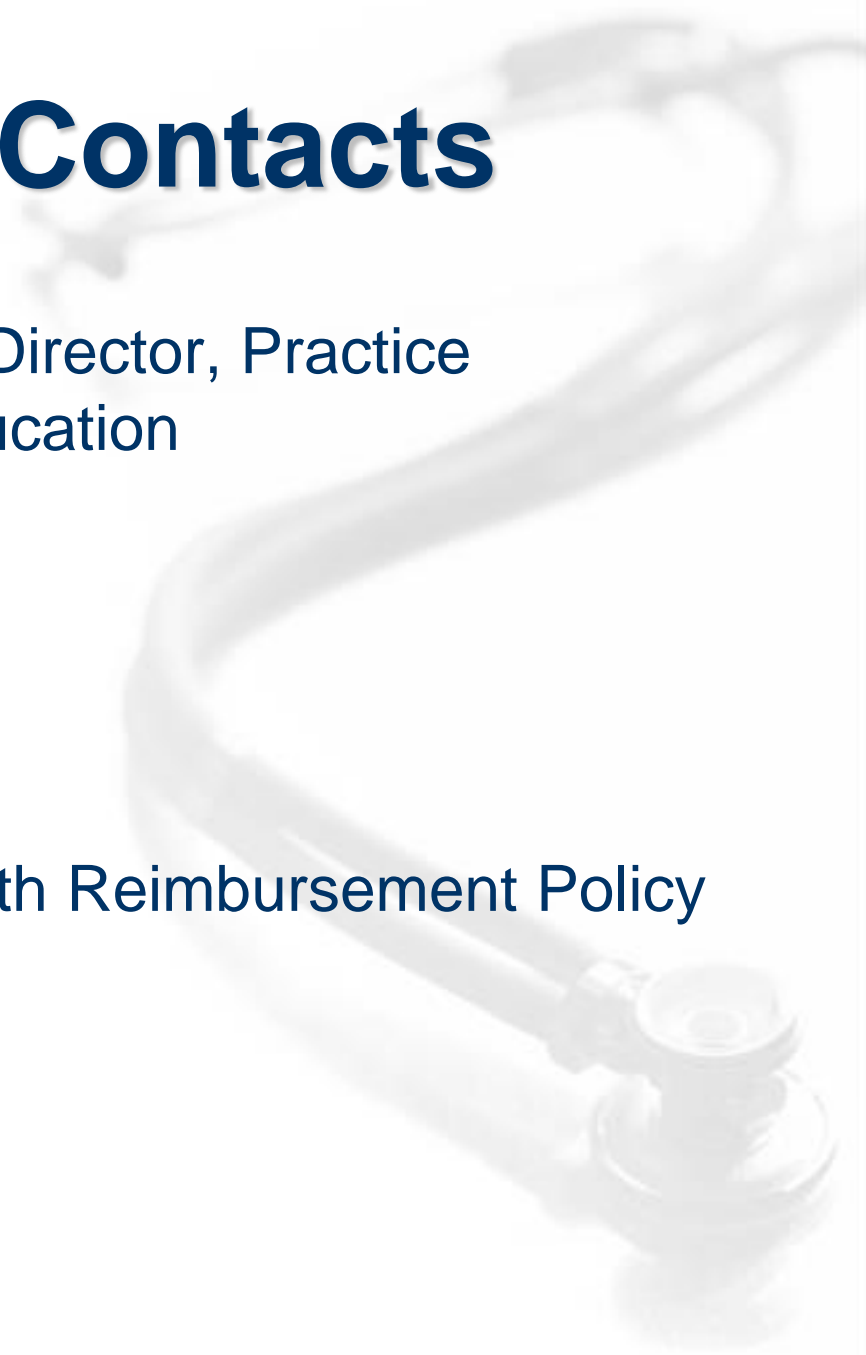 Contacts
Director, Practice
ucation
th Reimbursement Policy